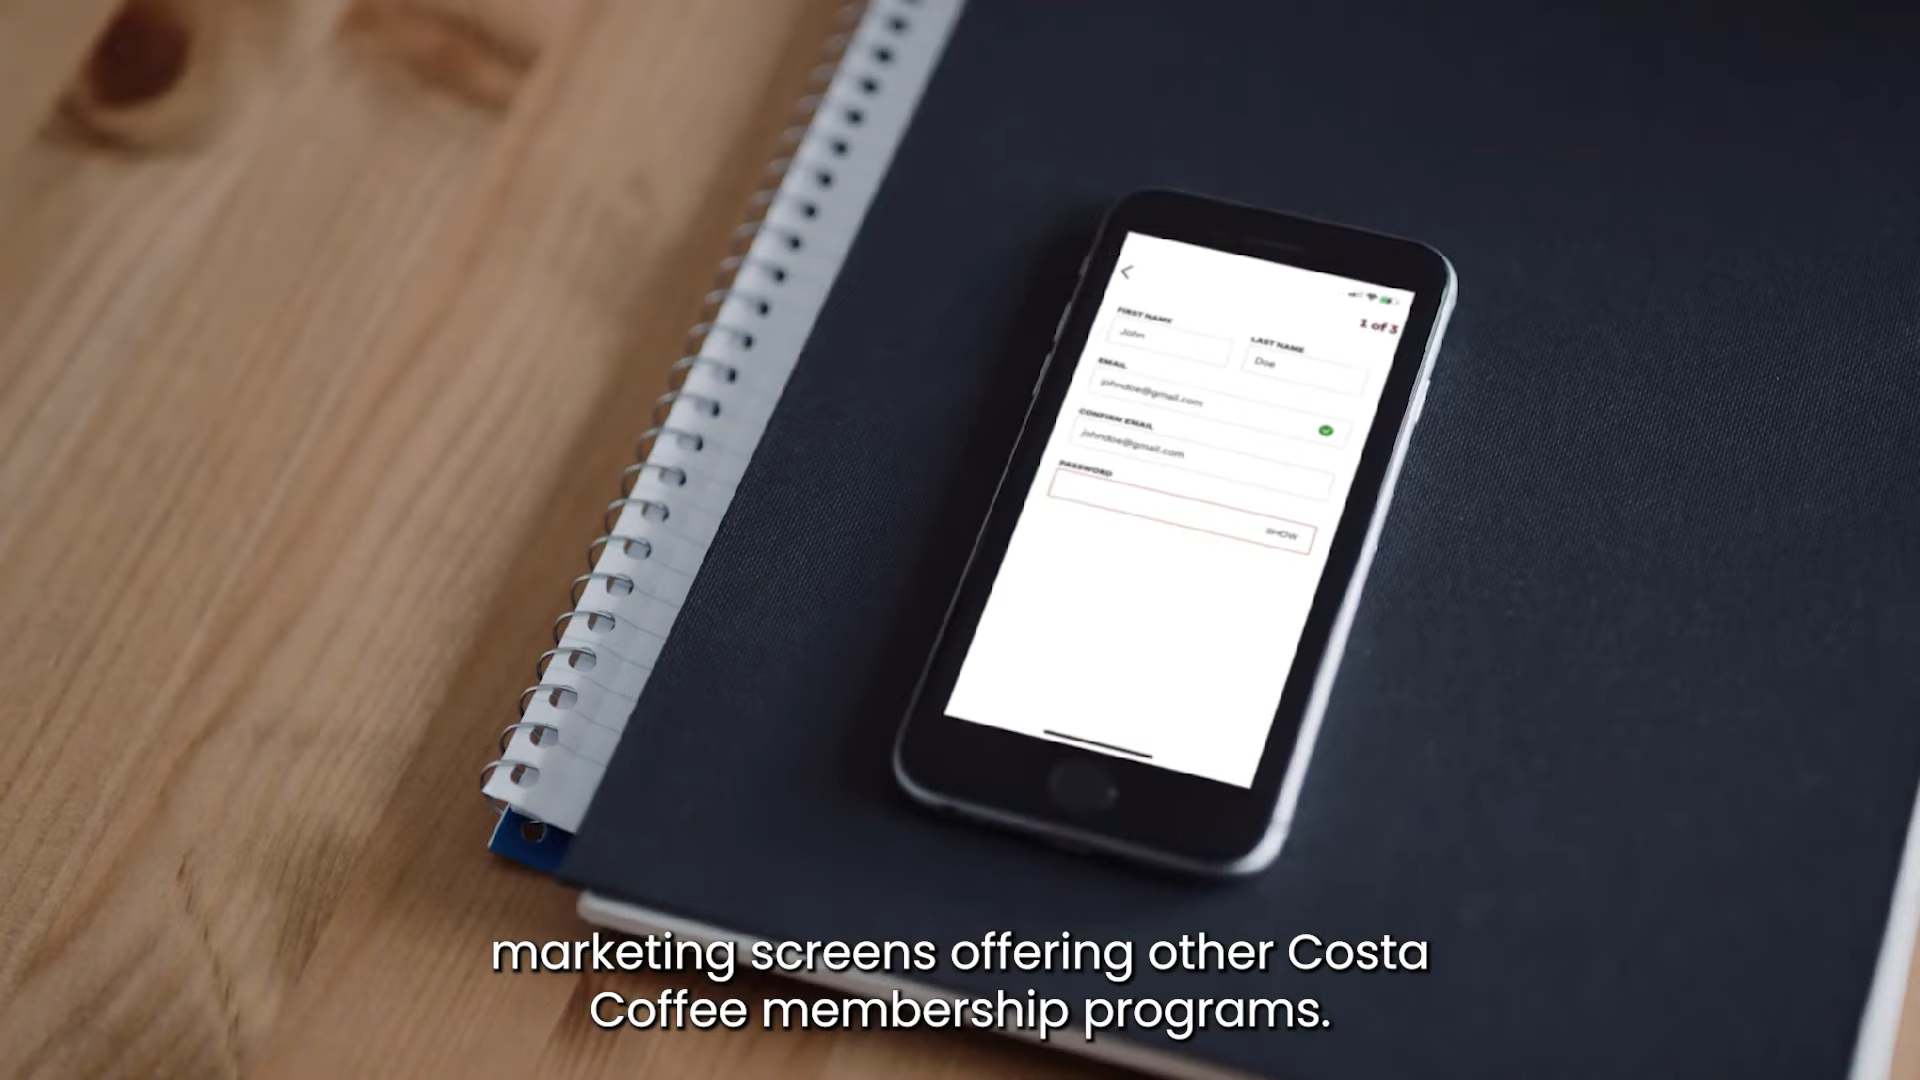 1 of 3
FIRST NAME
John
LAST NAME
Doe
EMAIL
johndoe@gmail.com
CONFIRM EMAIL
johndoe@gmail.com
PASSWORD
SHOW
marketing screens offering other Costa
Coffee membership programs.